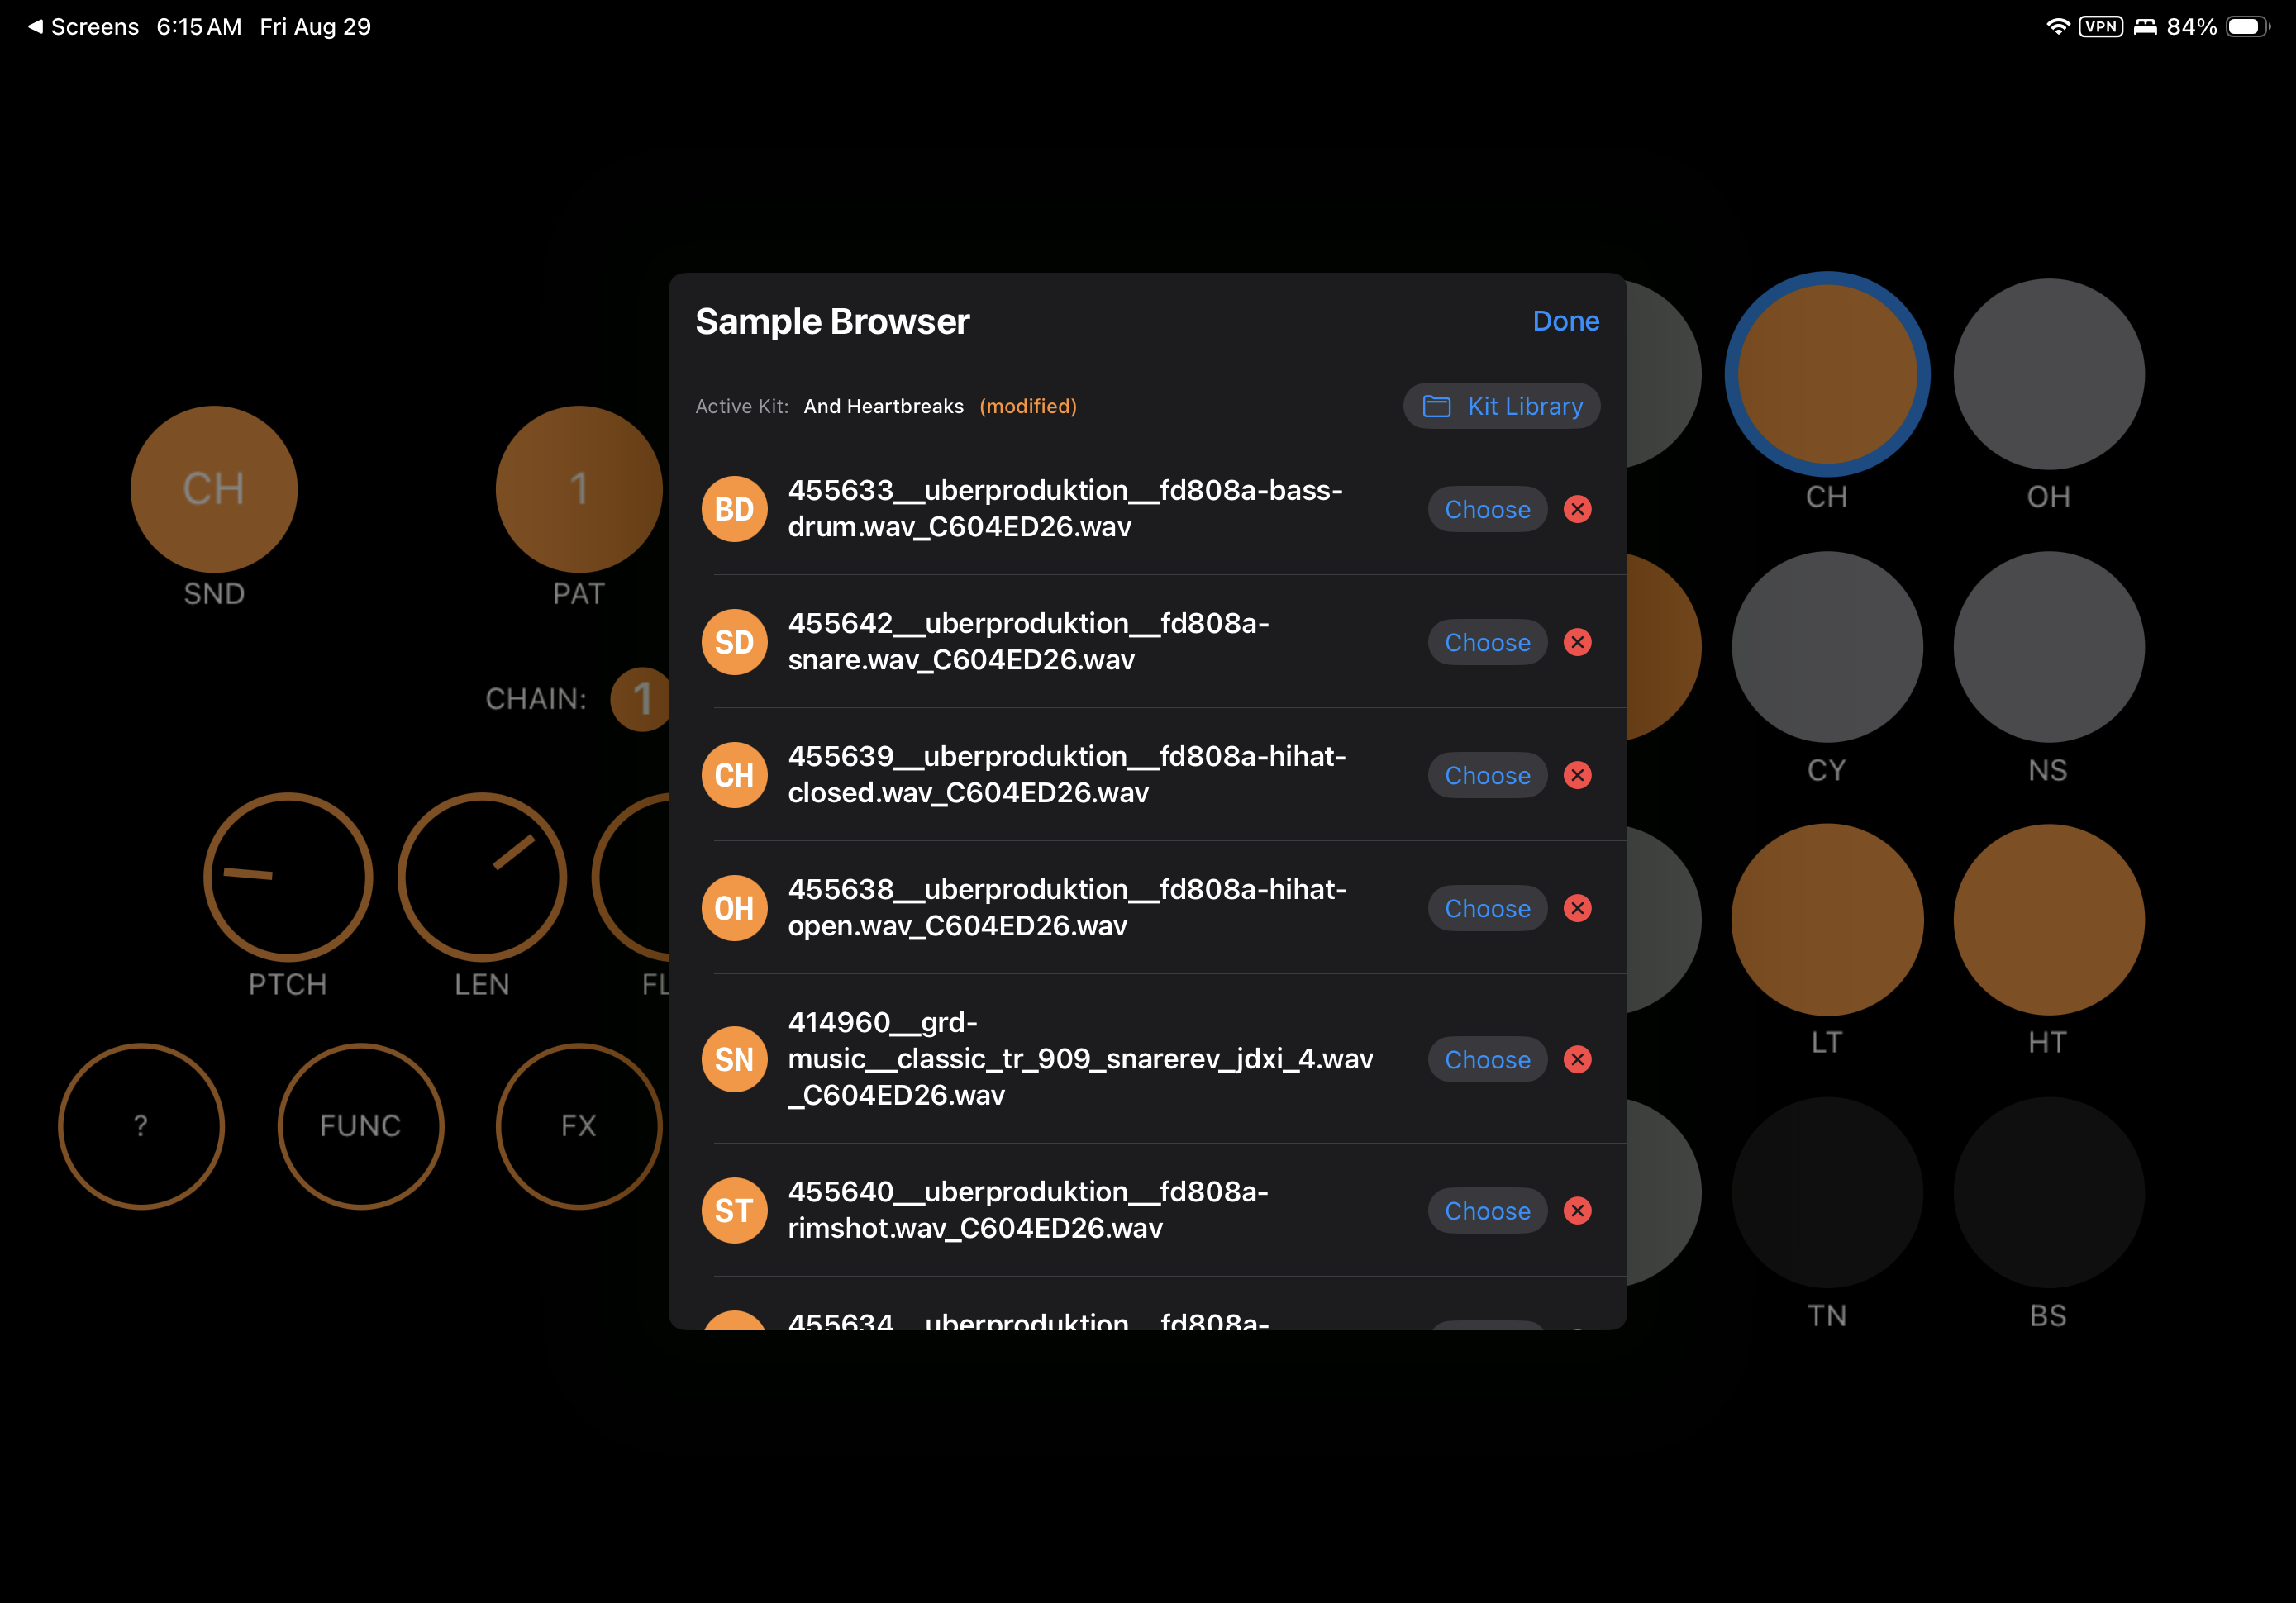 Screens 6:15 AM Fri Aug 29
VPN 84%
Sample Browser
Done
Active Kit: And Heartbreaks (modified)
Kit Library
BD
455633__uberproduktion__fd808a-bass-
drum.wav_C604ED26.wav
Choose
SD
455642__uberproduktion__fd808a-
snare.wav_C604ED26.wav
Choose
CH
455639__uberproduktion__fd808a-hihat-
closed.wav_C604ED26.wav
Choose
OH
455638__uberproduktion__fd808a-hihat-
open.wav_C604ED26.wav
Choose
SN
414960__grd-
music__classic_tr_909_snarerev_jdxi_4.wav
_C604ED26.wav
Choose
ST
455640__uberproduktion__fd808a-
rimshot.wav_C604ED26.wav
Choose
455634__uberproduktion__fd808a-
CH
SND
1
PAT
CHAIN: 1
PTCH
LEN
FL
?
FUNC
FX
CH
OH
CY
NS
LT
HT
TN
BS